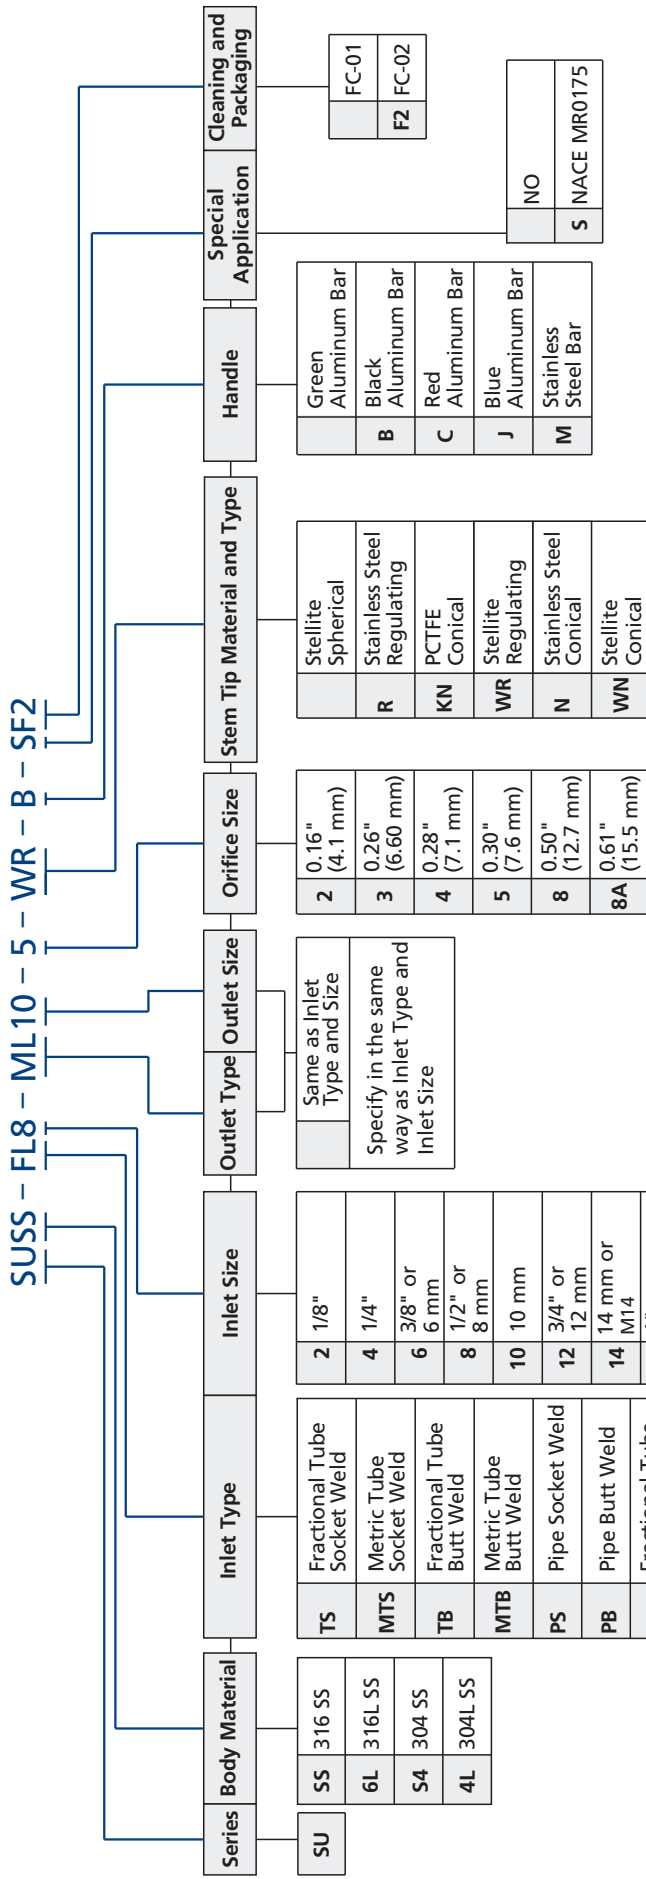 SUSS – FL8 – ML10 – 5 – WR – B – SF2
Series
SU
Body Material
SS 316 SS
6L 316L SS
S4 304 SS
4L 304L SS
Inlet Type
TS Fractional Tube
Socket Weld
MTS Metric Tube
Socket Weld
TB Fractional Tube
Butt Weld
MTB Metric Tube
Butt Weld
PS Pipe Socket Weld
PB Pipe Butt Weld
Inlet Size
2 1/8"
4 1/4"
6 3/8" or
6 mm
8 1/2" or
8 mm
10 10 mm
12 3/4" or
12 mm
14 14 mm or
M14
Outlet Type
Outlet Size
Same as Inlet
Type and Size
Specify in the same
way as Inlet Type and
Inlet Size
Orifice Size
2 0.16"
(4.1 mm)
3 0.26"
(6.60 mm)
4 0.28"
(7.1 mm)
5 0.30"
(7.6 mm)
8 0.50"
(12.7 mm)
8A 0.61"
(15.5 mm)
Stem Tip Material and Type
Stellite
Spherical
R Stainless Steel
Regulating
KN PCTFE
Conical
WR Stellite
Regulating
N Stainless Steel
Conical
WN Stellite
Conical
Handle
Green
Aluminum Bar
B Black
Aluminum Bar
C Red
Aluminum Bar
J Blue
Aluminum Bar
M Stainless
Steel Bar
Special
Application
NO
S NACE MR0175
Cleaning and
Packaging
FC-01
F2 FC-02